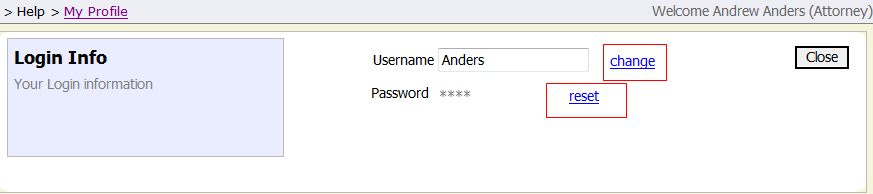 > Help > My Profile
Welcome Andrew Anders (Attorney)
Login Info
Your Login information
Username Anders change
Close
Password **** reset